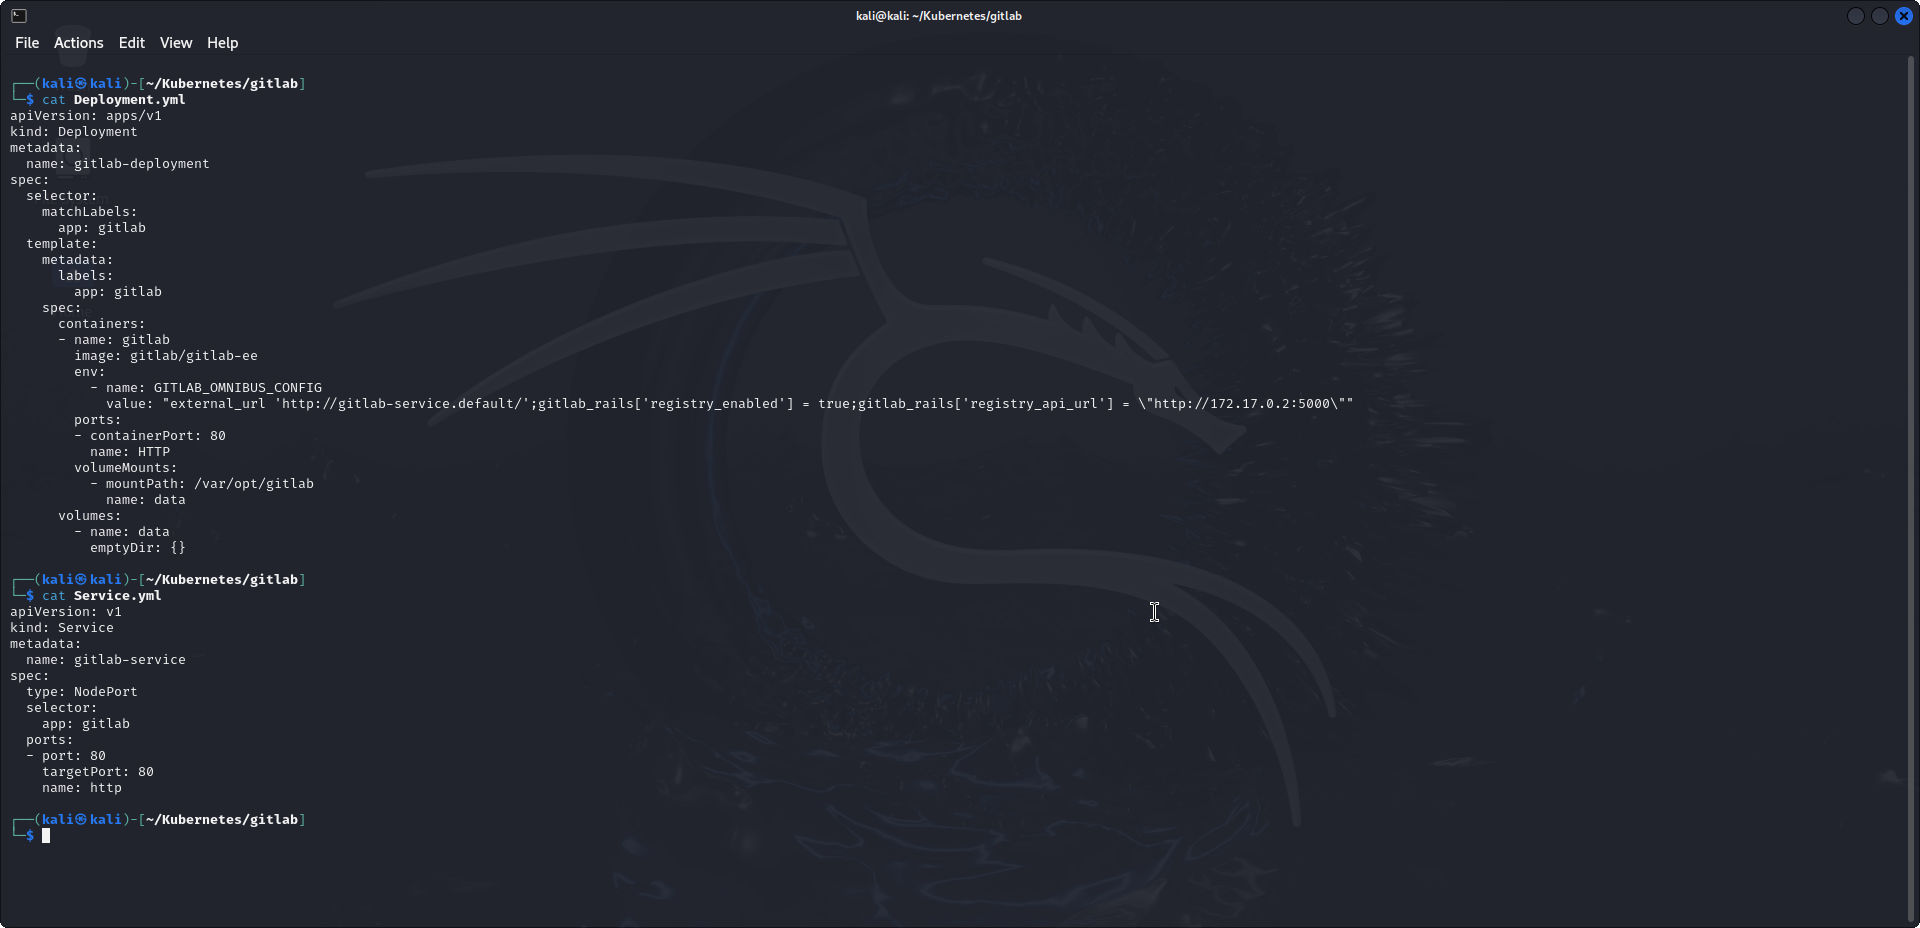 kali@kali: ~/Kubernetes/gitlab
File Actions Edit View Help
┌──(kali㉿kali)-[~/Kubernetes/gitlab]
└─$ cat Deployment.yml
apiVersion: apps/v1
kind: Deployment
metadata:
  name: gitlab-deployment
spec:
  selector:
    matchLabels:
      app: gitlab
  template:
    metadata:
      labels:
        app: gitlab
    spec:
      containers:
      - name: gitlab
        image: gitlab/gitlab-ee
        env:
          - name: GITLAB_OMNIBUS_CONFIG
            value: "external_url 'http://gitlab-service.default/';gitlab_rails['registry_enabled'] = true;gitlab_rails['registry_api_url'] = \"http://172.17.0.2:5000\""
        ports:
        - containerPort: 80
          name: HTTP
        volumeMounts:
          - mountPath: /var/opt/gitlab
            name: data
      volumes:
        - name: data
          emptyDir: {}
┌──(kali㉿kali)-[~/Kubernetes/gitlab]
└─$ cat Service.yml
apiVersion: v1
kind: Service
metadata:
  name: gitlab-service
spec:
  type: NodePort
  selector:
    app: gitlab
  ports:
  - port: 80
    targetPort: 80
    name: http
┌──(kali㉿kali)-[~/Kubernetes/gitlab]
└─$